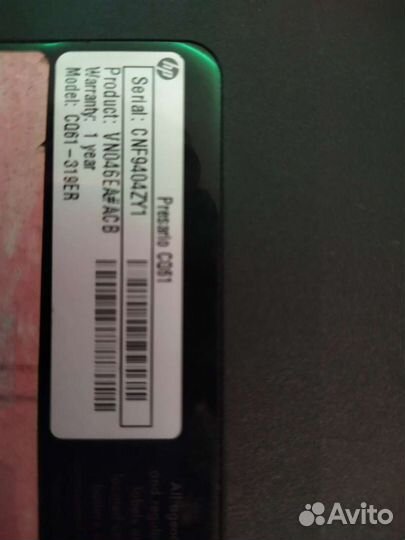 hp
Presario CQ61
Serial: CNF9404ZY1
Product: VN046EA#ACB
Warranty: 1 year
Model: CQ61-319ER
Avito